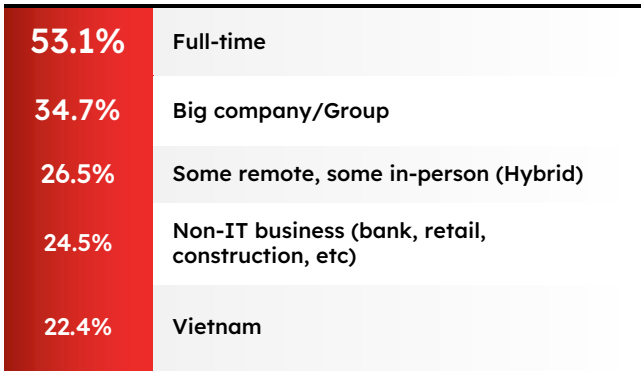 53.1% Full-time
34.7% Big company/Group
26.5% Some remote, some in-person (Hybrid)
24.5% Non-IT business (bank, retail,
construction, etc)
22.4% Vietnam